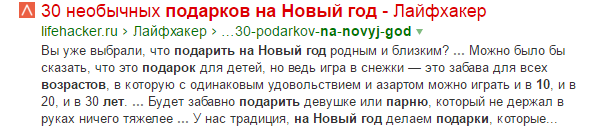 30 необычных подарков на Новый год - Лайфхакер
lifehacker.ru › Лайфхакер › ...30-podarkov-na-novyj-god
Вы уже выбрали, что подарить на Новый год родным и близким? ... Можно было бы
сказать, что это подарок для детей, но ведь игра в снежки — это забава для всех
возрастов, в которую с одинаковым удовольствием и азартом можно играть и в 10, и в
20, и в 30 лет. ... Будет забавно подарить девушке или парню, который не держал в
руках ничего тяжелее ... У нас традиция, на Новый год делаем подарки, которые...